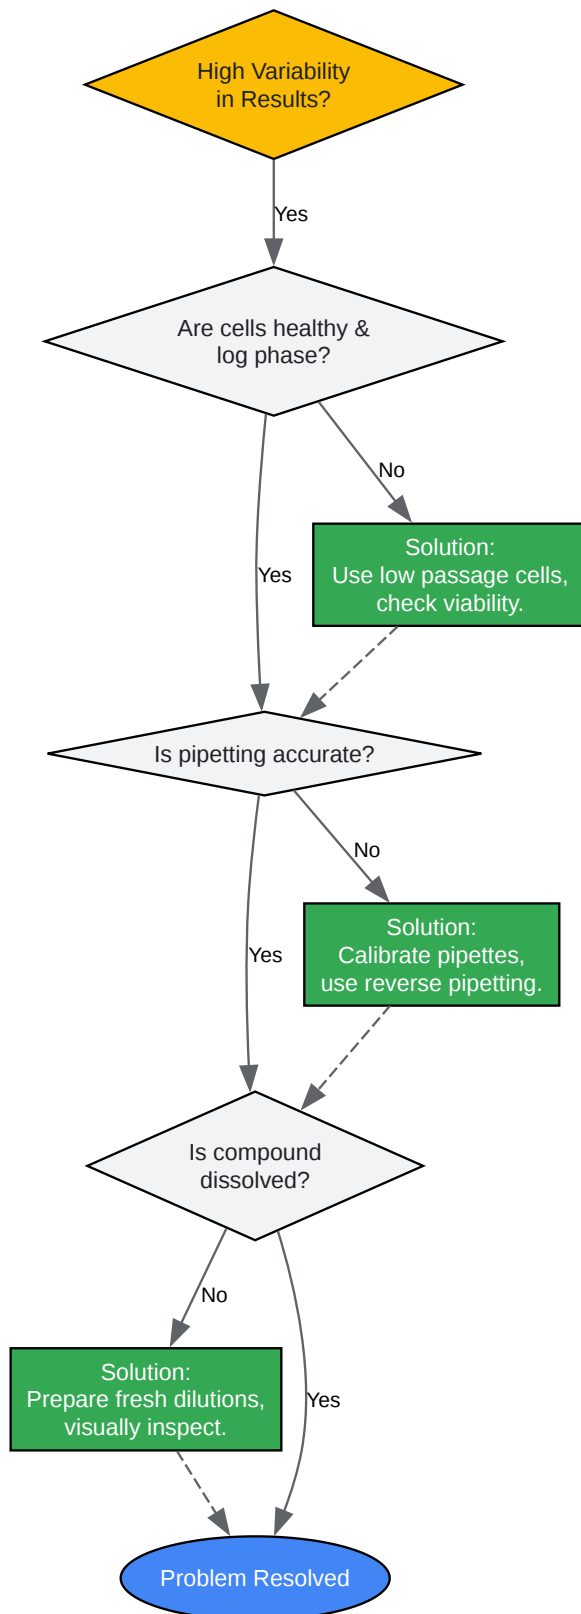 High Variability
in Results?
Yes
Are cells healthy &
log phase?
No
Solution:
Use low passage cells,
check viability.
Yes
Is pipetting accurate?
No
Solution:
Calibrate pipettes,
use reverse pipetting.
Yes
Is compound
dissolved?
No
Solution:
Prepare fresh dilutions,
visually inspect.
Yes
Problem Resolved